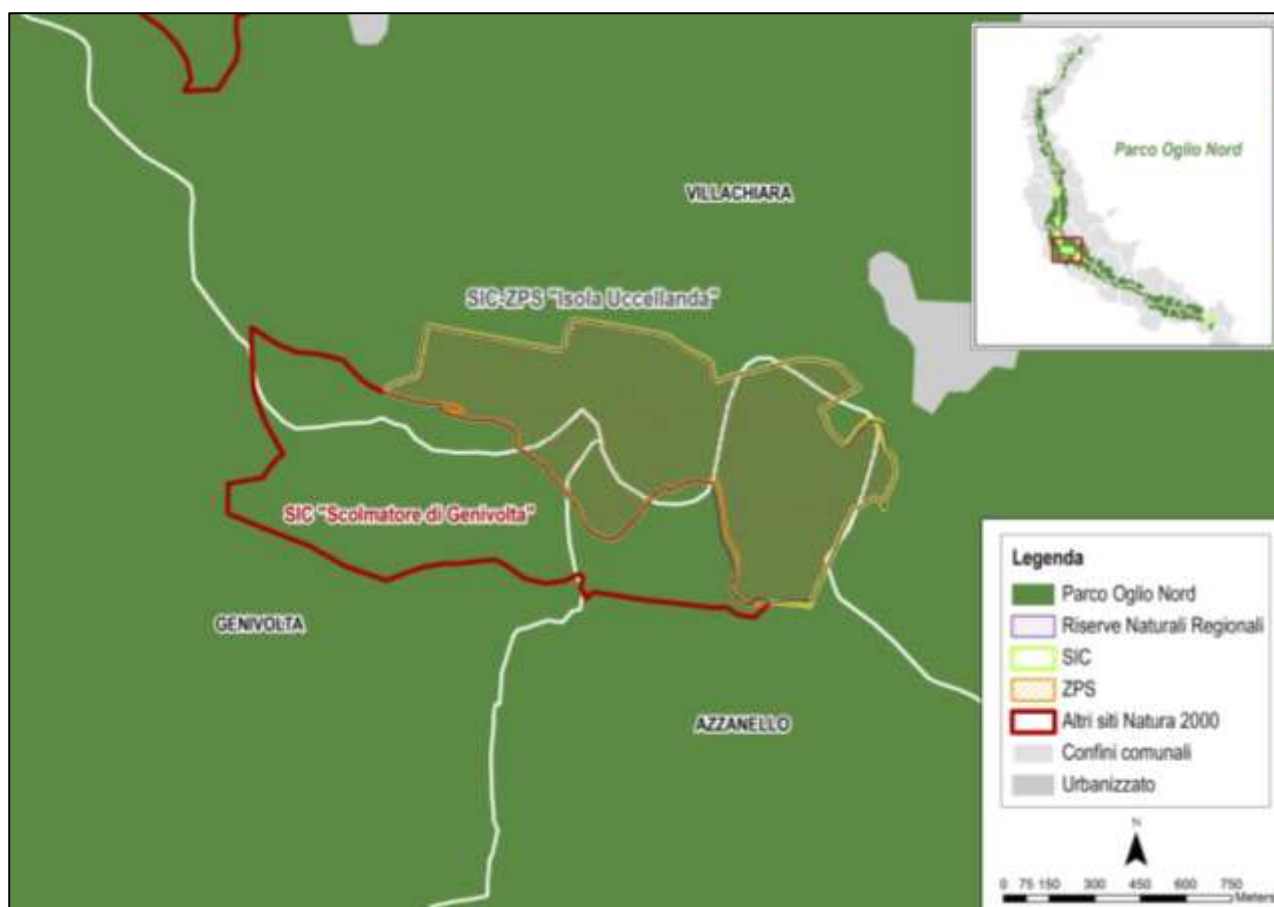 Parco Oglio Nord
VILLACHIARA
SIC-ZPS "Isola Uccellanda"
SIC "Scolmatore di Genivolta"
GENIVOLTA
AZZANELLO
Legenda
Parco Oglio Nord
Riserve Naturali Regionali
SIC
ZPS
Altri siti Natura 2000
Confini comunali
Urbanizzato
N
0 75 150 300 450 600 750
Meters